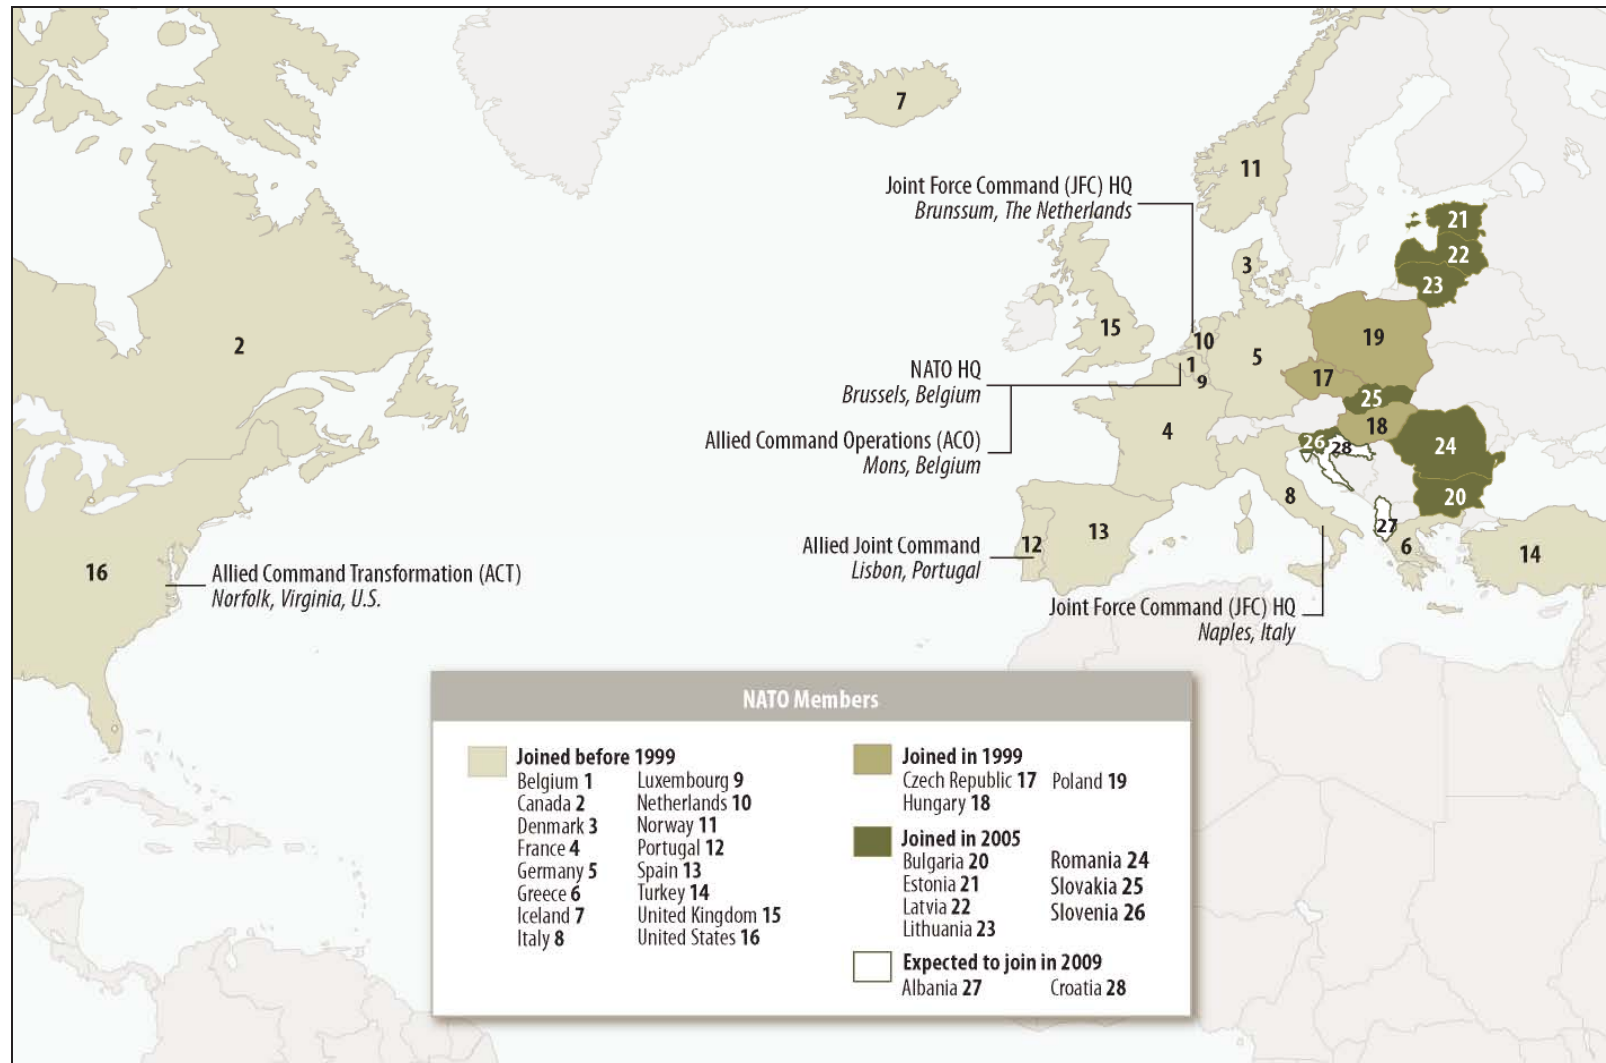 7
11
Joint Force Command (JFC) HQ
Brunssum, The Netherlands
21
22
23
3
2
15
10
19
1
5
9
17
NATO HQ
Brussels, Belgium
25
18
4
Allied Command Operations (ACO)
Mons, Belgium
26
28
24
8
20
13
12
27
6
14
Allied Joint Command
Lisbon, Portugal
16
Allied Command Transformation (ACT)
Norfolk, Virginia, U.S.
Joint Force Command (JFC) HQ
Naples, Italy
NATO Members
Joined before 1999
Belgium 1
Canada 2
Denmark 3
France 4
Germany 5
Greece 6
Iceland 7
Italy 8
Luxembourg 9
Netherlands 10
Norway 11
Portugal 12
Spain 13
Turkey 14
United Kingdom 15
United States 16
Joined in 1999
Czech Republic 17
Hungary 18
Poland 19
Joined in 2005
Bulgaria 20
Estonia 21
Latvia 22
Lithuania 23
Romania 24
Slovakia 25
Slovenia 26
Expected to join in 2009
Albania 27
Croatia 28